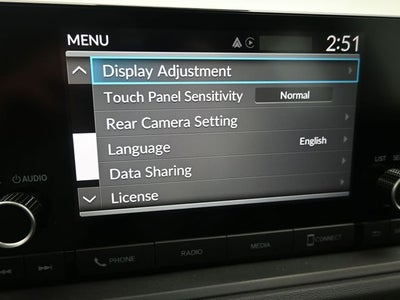 MENU
2:51
Display Adjustment
Touch Panel Sensitivity Normal
Rear Camera Setting
Language English
Data Sharing
License
AUDIO
LIST
PHONE
RADIO
MEDIA
CONNECT